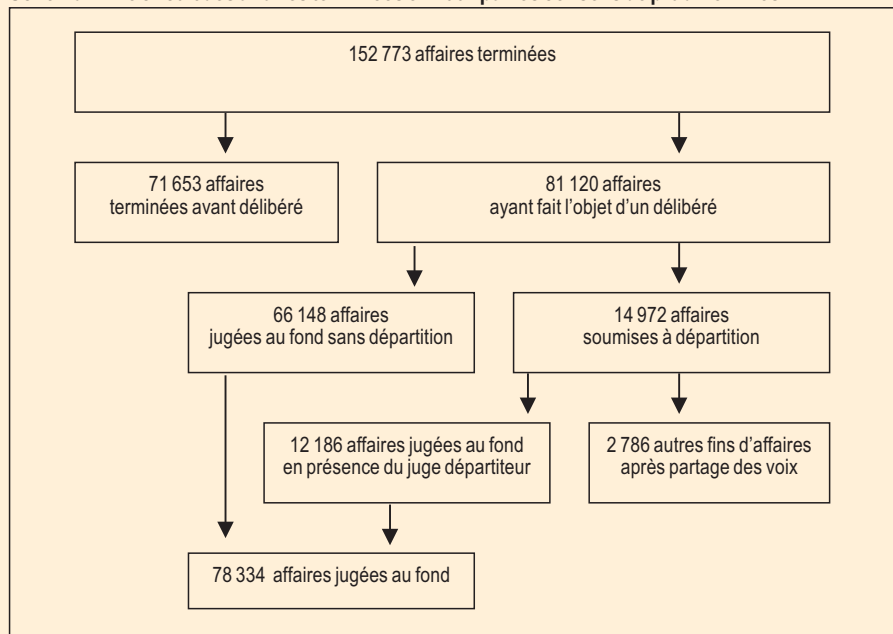 152 773 affaires terminées
71 653 affaires
terminées avant délibéré
81 120 affaires
ayant fait l'objet d'un délibéré
66 148 affaires
jugées au fond sans départition
14 972 affaires
soumises à départition
12 186 affaires jugées au fond
en présence du juge départiteur
2 786 autres fins d'affaires
après partage des voix
78 334 affaires jugées au fond